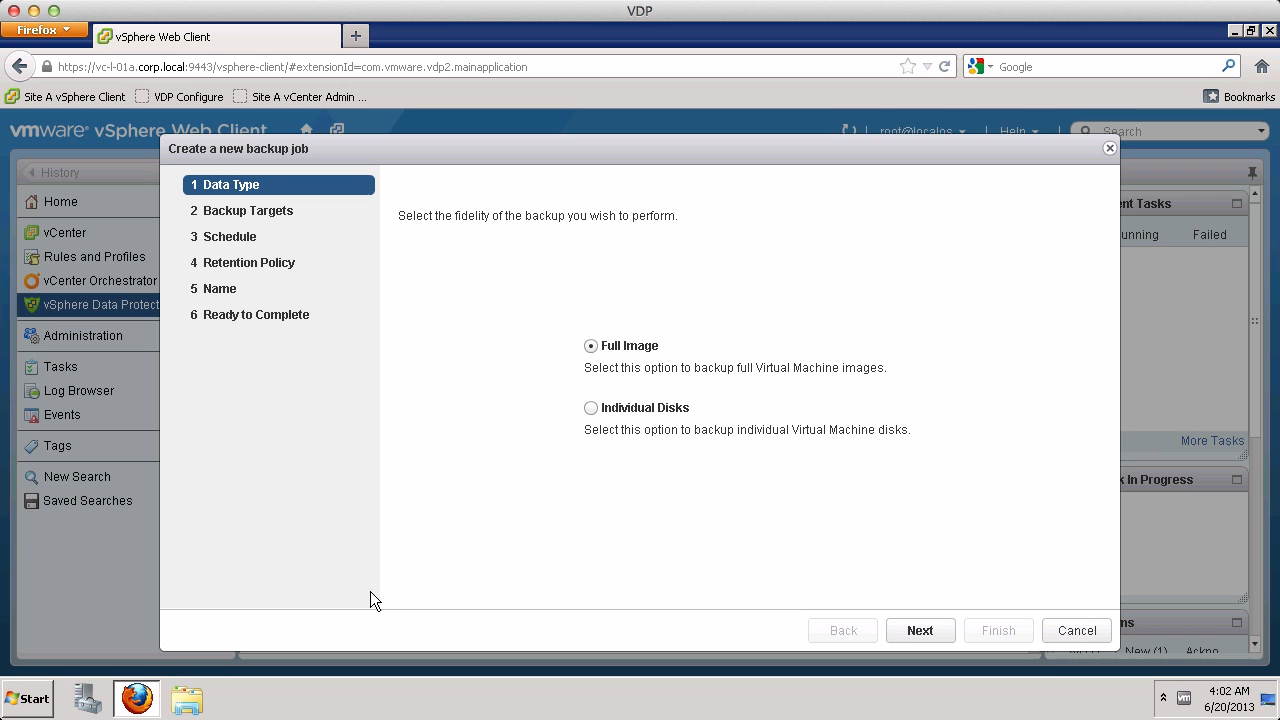 VDP
Firefox
vSphere Web Client
https://vc-l-01a.corp.local:9443/vsphere-client/#extensionId=com.vmware.vdp2.mainapplication
Google
Site A vSphere Client
VDP Configure
Site A vCenter Admin ...
Bookmarks
vmware® vSphere Web Client
root@localos
Help
Search
Create a new backup job
History
Home
vCenter
Rules and Profiles
vCenter Orchestrator
vSphere Data Protect
Administration
Tasks
Log Browser
Events
Tags
New Search
Saved Searches
1 Data Type
2 Backup Targets
3 Schedule
4 Retention Policy
5 Name
6 Ready to Complete
Select the fidelity of the backup you wish to perform.
Full Image
Select this option to backup full Virtual Machine images.
Individual Disks
Select this option to backup individual Virtual Machine disks.
Back
Next
Finish
Cancel
ent Tasks
unning
Failed
More Tasks
k In Progress
ms
New (1)
Ackno
Start
4:02 AM
6/20/2013